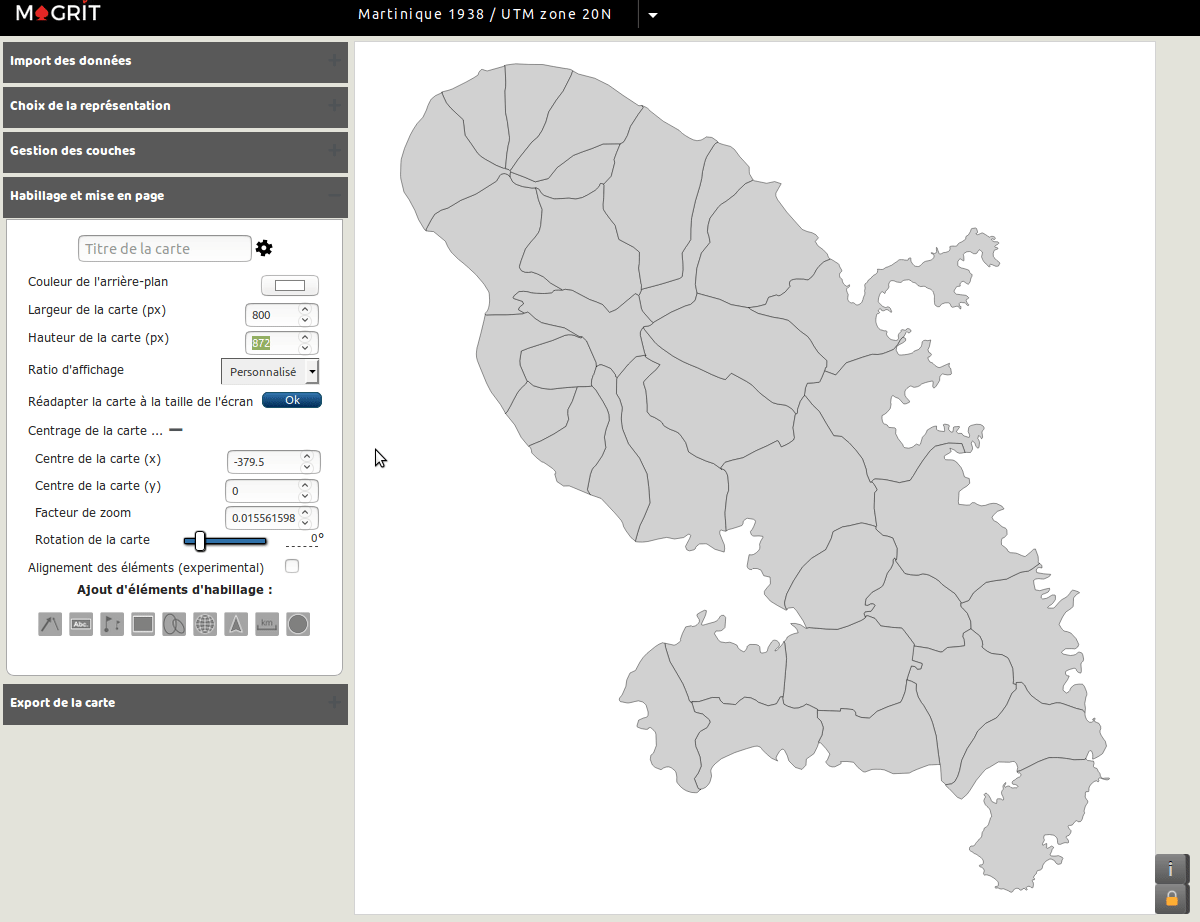 MAGRIT
Martinique 1938 / UTM zone 20N
Import des données +
Choix de la représentation +
Gestion des couches +
Habillage et mise en page −
Titre de la carte
Couleur de l'arrière-plan
Largeur de la carte (px) 800
Hauteur de la carte (px) 872
Ratio d'affichage Personnalisé
Réadapter la carte à la taille de l'écran Ok
Centrage de la carte ...
Centre de la carte (x) -379.5
Centre de la carte (y) 0
Facteur de zoom 0.015561598
Rotation de la carte 0°
Alignement des éléments (experimental)
Ajout d'éléments d'habillage :
Abc. km
Export de la carte +
i